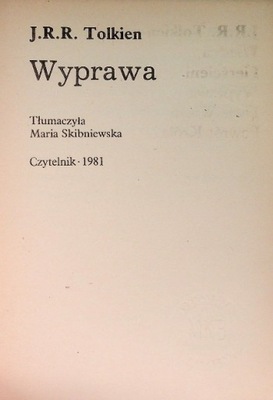 J.R.R. Tolkien
Wyprawa
Tłumaczyła
Maria Skibniewska
Czytelnik · 1981